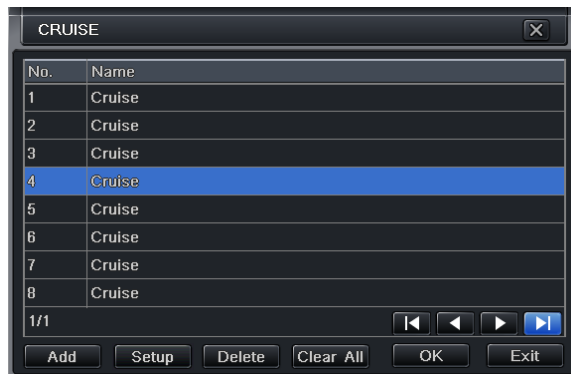 CRUISE
No. Name
1 Cruise
2 Cruise
3 Cruise
4 Cruise
5 Cruise
6 Cruise
7 Cruise
8 Cruise
1/1
Add Setup Delete Clear All OK Exit